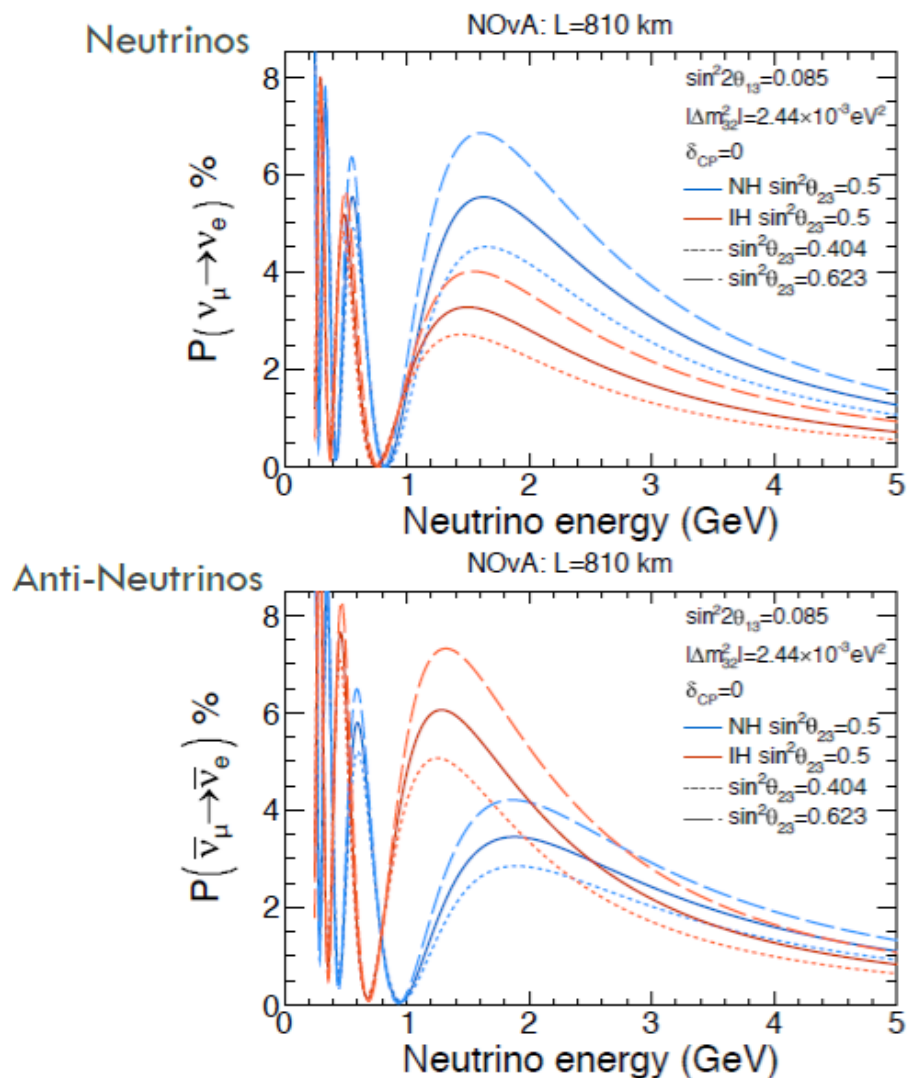 Neutrinos
NOvA: L=810 km
sin²2θ₁₃=0.085
|Δm²₃₂|=2.44×10⁻³eV²
δ_CP=0
NH sin²θ₂₃=0.5
IH sin²θ₂₃=0.5
sin²θ₂₃=0.404
sin²θ₂₃=0.623
P(ν_μ→ν_e) %
8
6
4
2
0
0 1 2 3 4 5
Neutrino energy (GeV)
Anti-Neutrinos
NOvA: L=810 km
sin²2θ₁₃=0.085
|Δm²₃₂|=2.44×10⁻³eV²
δ_CP=0
NH sin²θ₂₃=0.5
IH sin²θ₂₃=0.5
sin²θ₂₃=0.404
sin²θ₂₃=0.623
P(ν̅_μ→ν̅_e) %
8
6
4
2
0
0 1 2 3 4 5
Neutrino energy (GeV)